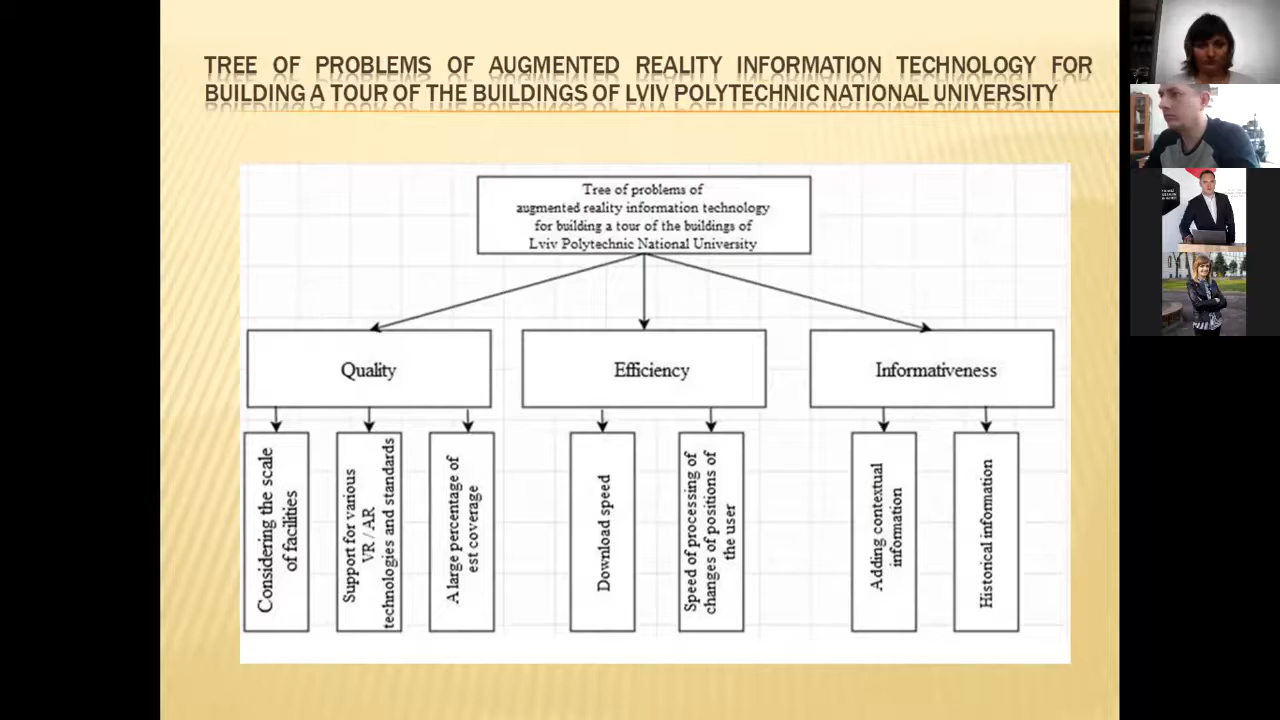 TREE OF PROBLEMS OF AUGMENTED REALITY INFORMATION TECHNOLOGY FOR
BUILDING A TOUR OF THE BUILDINGS OF LVIV POLYTECHNIC NATIONAL UNIVERSITY
Tree of problems of
augmented reality information technology
for building a tour of the buildings of
Lviv Polytechnic National University
Quality
Efficiency
Informativeness
Considering the scale
of facilities
Support for various
VR / AR
technologies and standards
A large percentage of
est coverage
Download speed
Speed of processing of
changes of positions of
the user
Adding contextual
information
Historical information